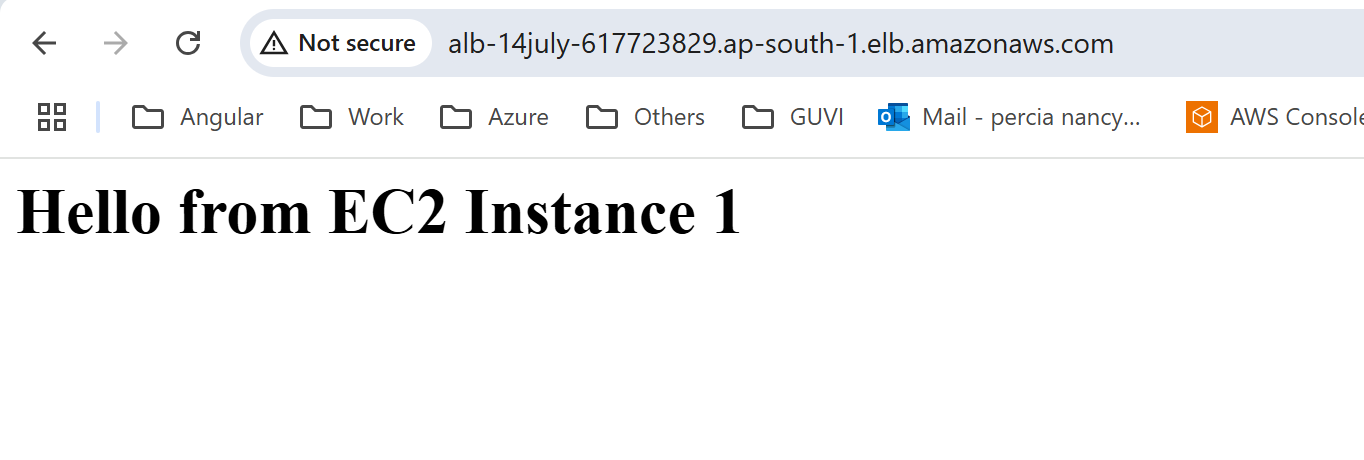 Not secure alb-14july-617723829.ap-south-1.elb.amazonaws.com
Angular Work Azure Others GUVI Mail - percia nancy... AWS Console
Hello from EC2 Instance 1